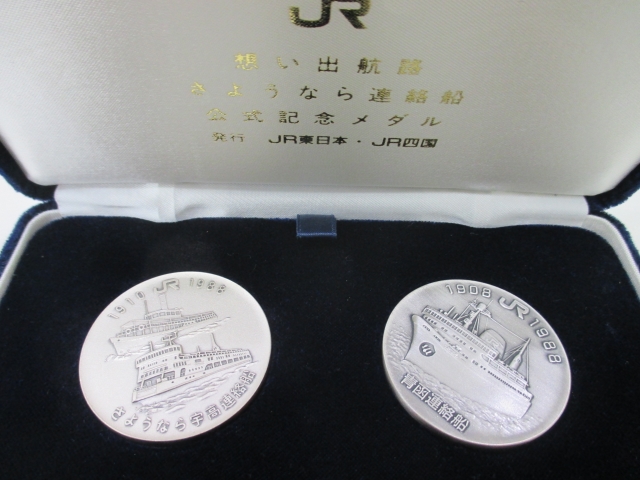 JR
想い出航路
さようなら連絡船
公式記念メダル
発行 JR東日本・JR四国
1910 JR 1988
さようなら宇高連絡船
1908 JR 1988
青函連絡船